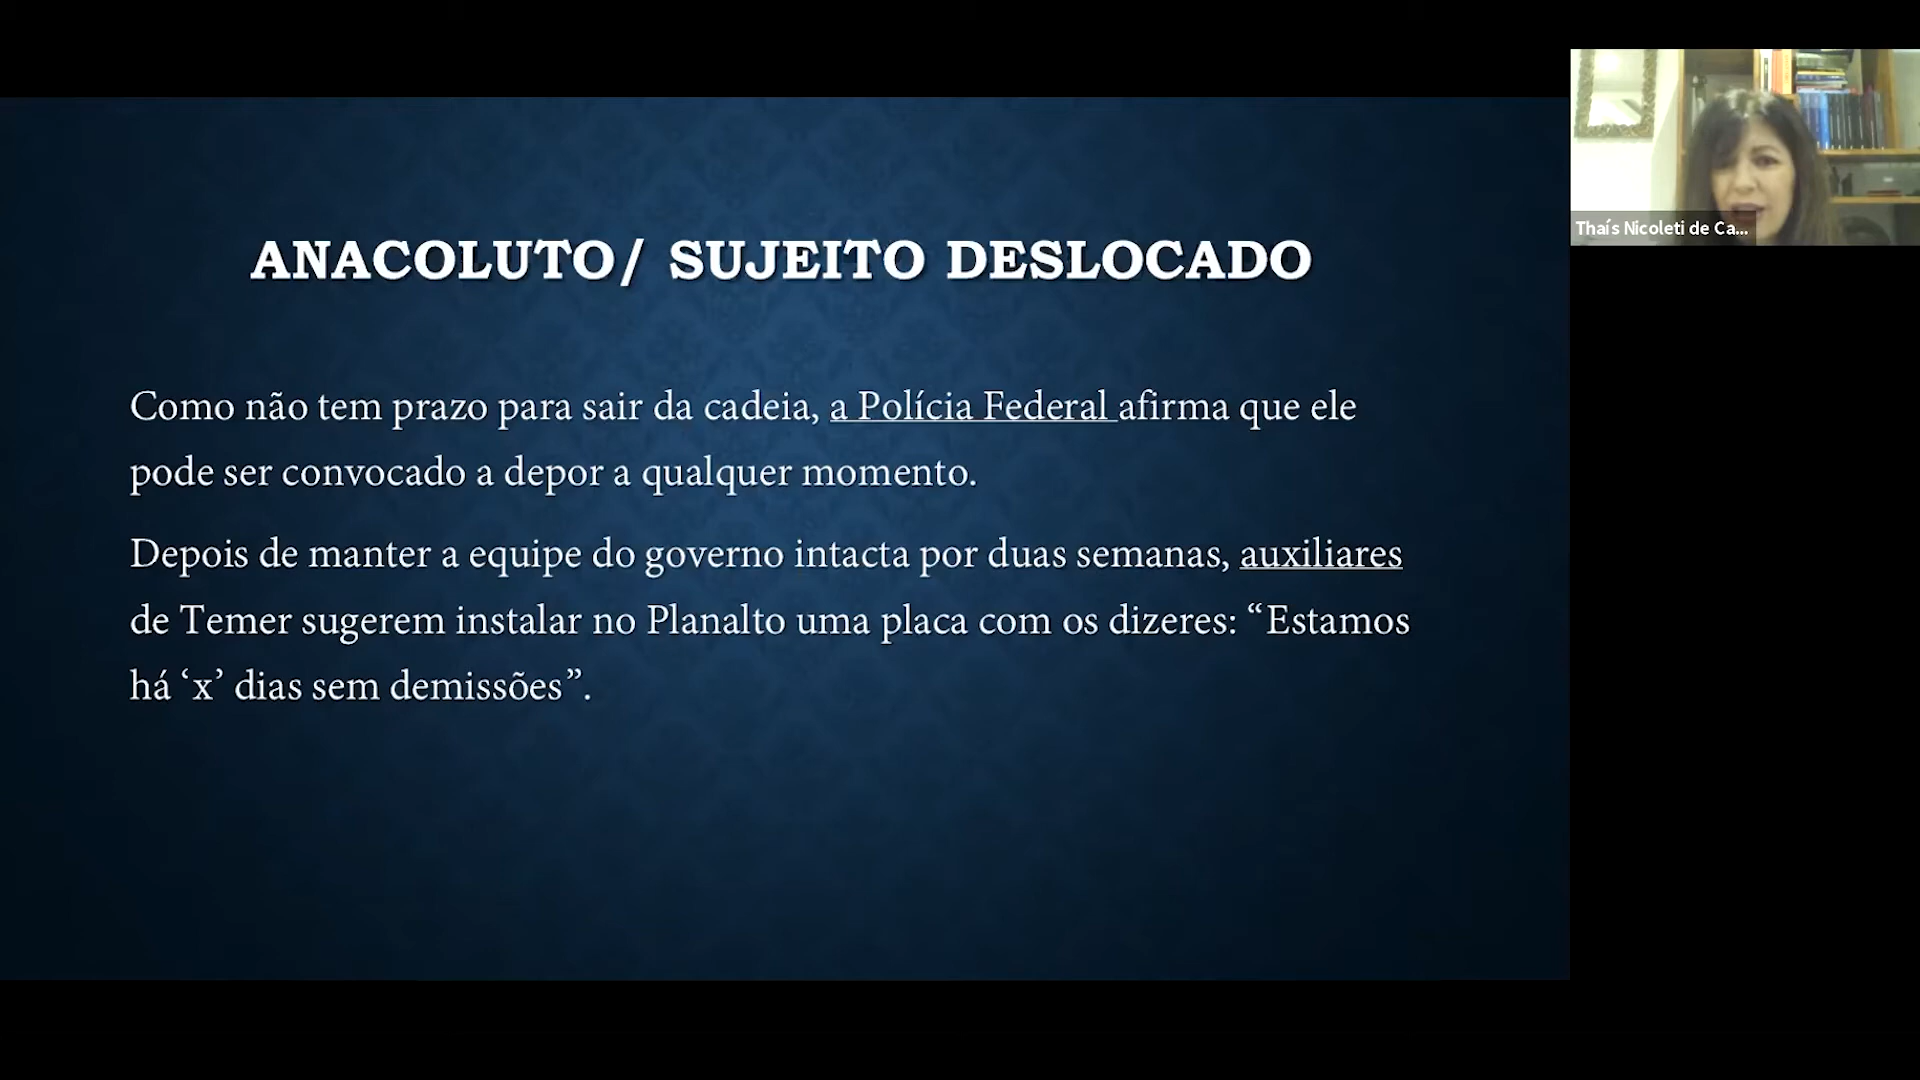 ANACOLUTO/ SUJEITO DESLOCADO
Como não tem prazo para sair da cadeia, a Polícia Federal afirma que ele
pode ser convocado a depor a qualquer momento.
Depois de manter a equipe do governo intacta por duas semanas, auxiliares
de Temer sugerem instalar no Planalto uma placa com os dizeres: “Estamos
há ‘x’ dias sem demissões”.
Thaís Nicoleti de Ca...